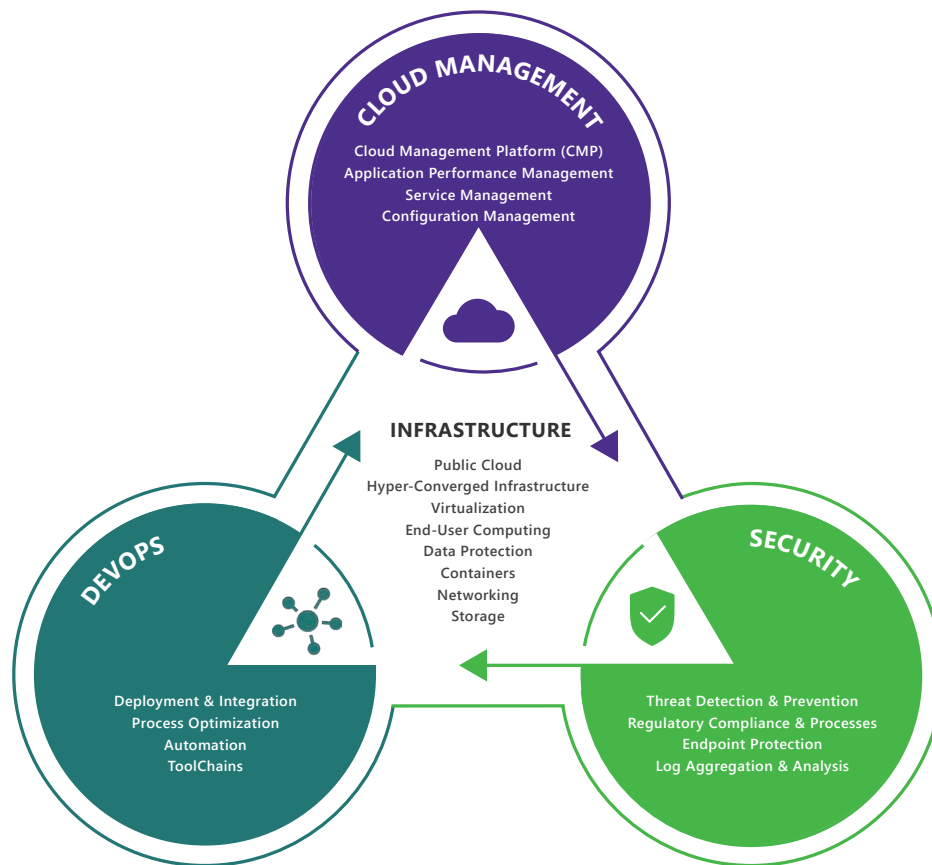 CLOUD MANAGEMENT
Cloud Management Platform (CMP)
Application Performance Management
Service Management
Configuration Management
INFRASTRUCTURE
Public Cloud
Hyper-Converged Infrastructure
Virtualization
End-User Computing
Data Protection
Containers
Networking
Storage
DEVOPS
Deployment & Integration
Process Optimization
Automation
ToolChains
SECURITY
Threat Detection & Prevention
Regulatory Compliance & Processes
Endpoint Protection
Log Aggregation & Analysis